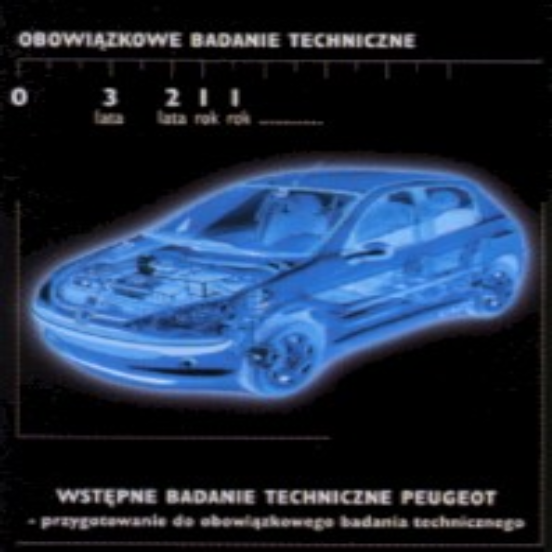 OBOWIĄZKOWE BADANIE TECHNICZNE
0 3 2 1 1
lata lata rok rok ............
WSTĘPNE BADANIE TECHNICZNE PEUGEOT
- przygotowanie do obowiązkowego badania technicznego